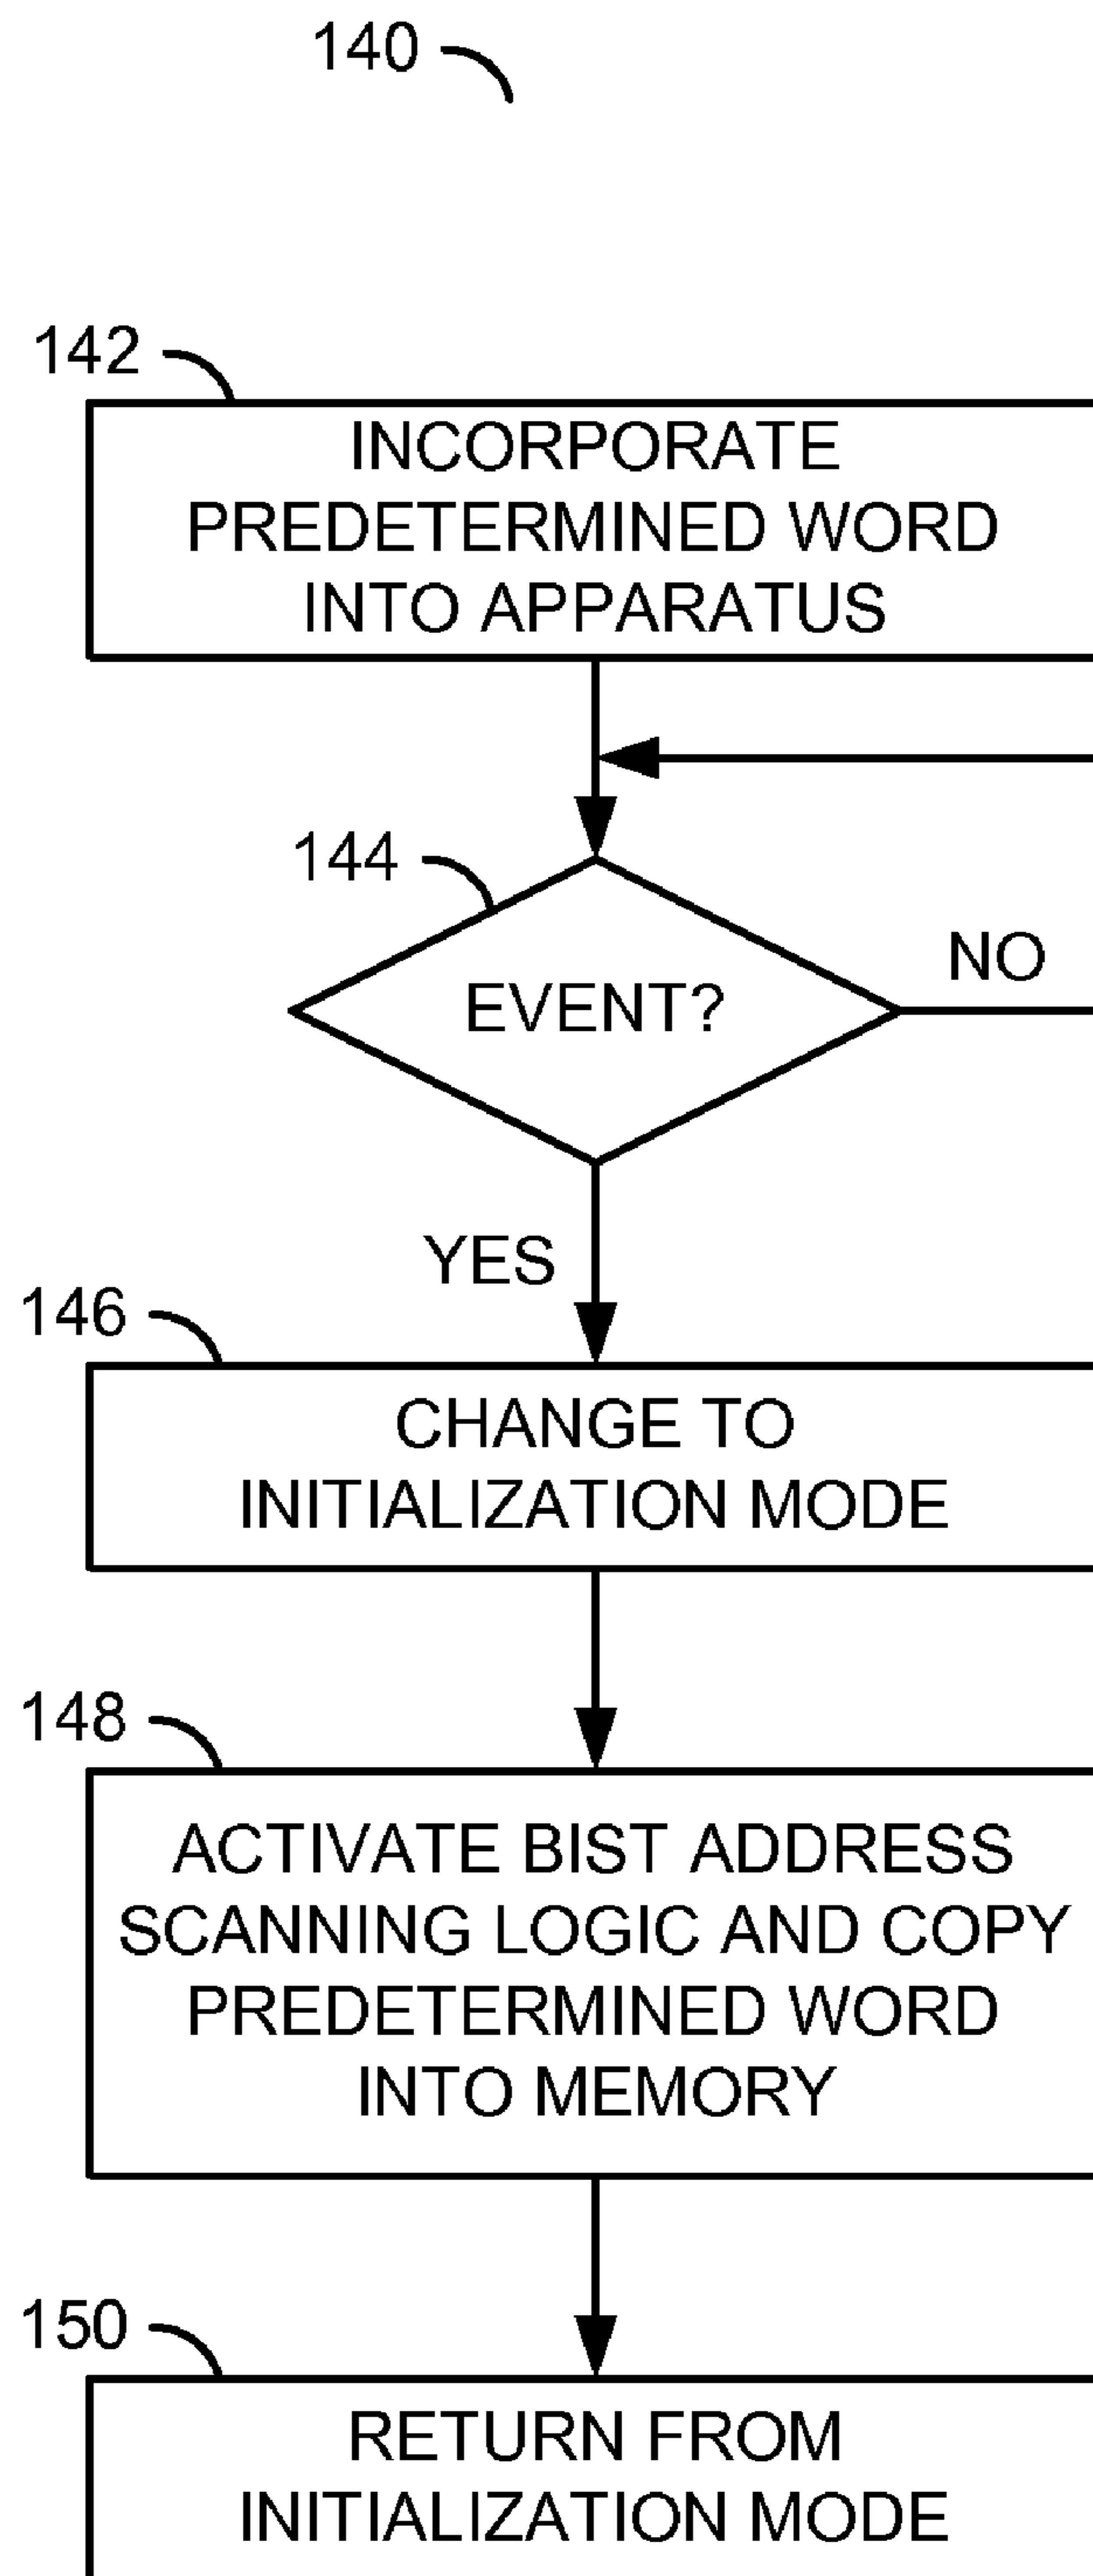 140
142
INCORPORATE
PREDETERMINED WORD
INTO APPARATUS
144
EVENT?
NO
YES
146
CHANGE TO
INITIALIZATION MODE
148
ACTIVATE BIST ADDRESS
SCANNING LOGIC AND COPY
PREDETERMINED WORD
INTO MEMORY
150
RETURN FROM
INITIALIZATION MODE